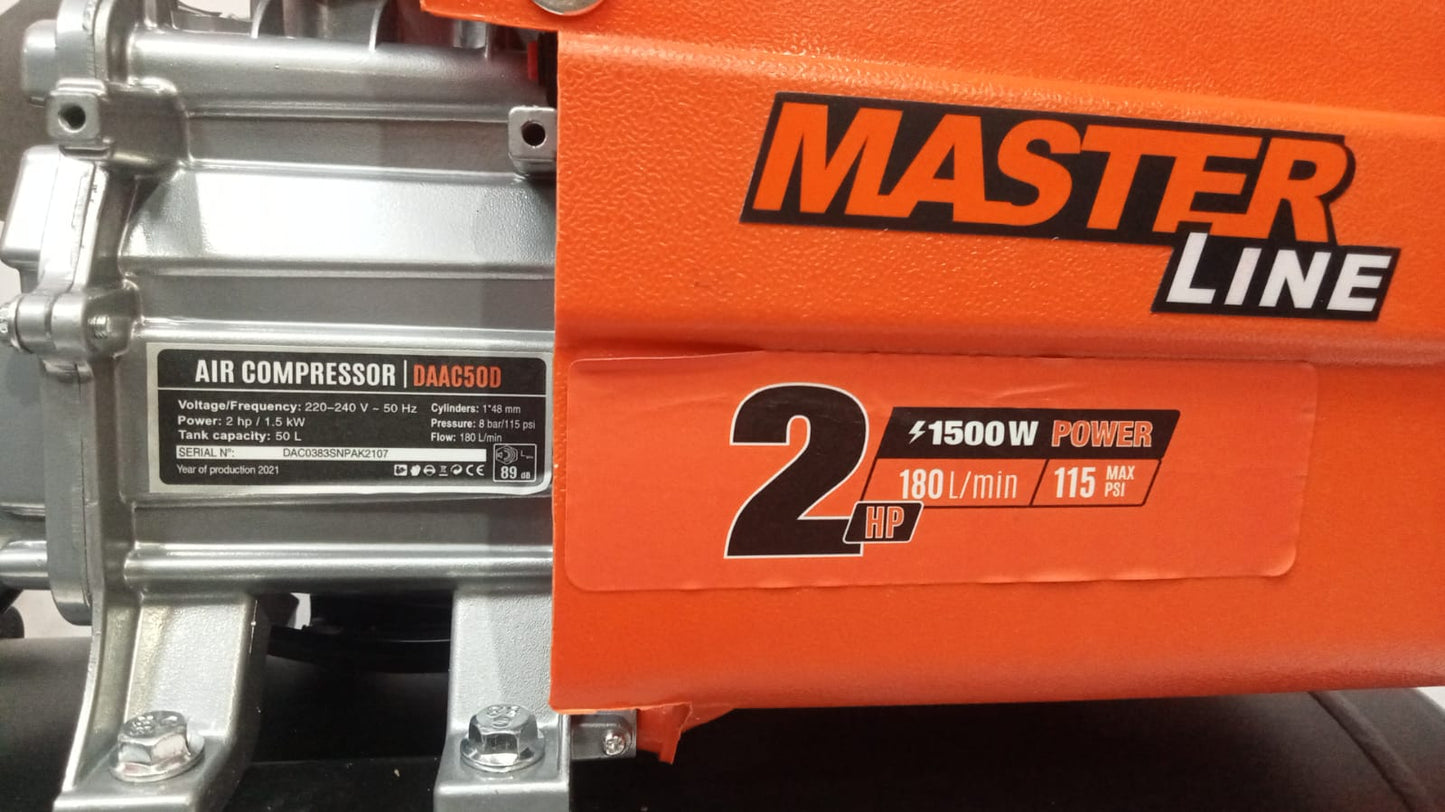 MASTER
LINE
AIR COMPRESSOR | DAAC50D
Voltage/Frequency: 220–240 V ~ 50 Hz
Power: 2 hp / 1.5 kW
Tank capacity: 50 L
Cylinders: 1*48 mm
Pressure: 8 bar/115 psi
Flow: 180 L/min
SERIAL N°: DAC0383SNPAK2107
Year of production 2021
CE
89 dB
2
HP
1500 W POWER
180 L/min
115 MAX PSI